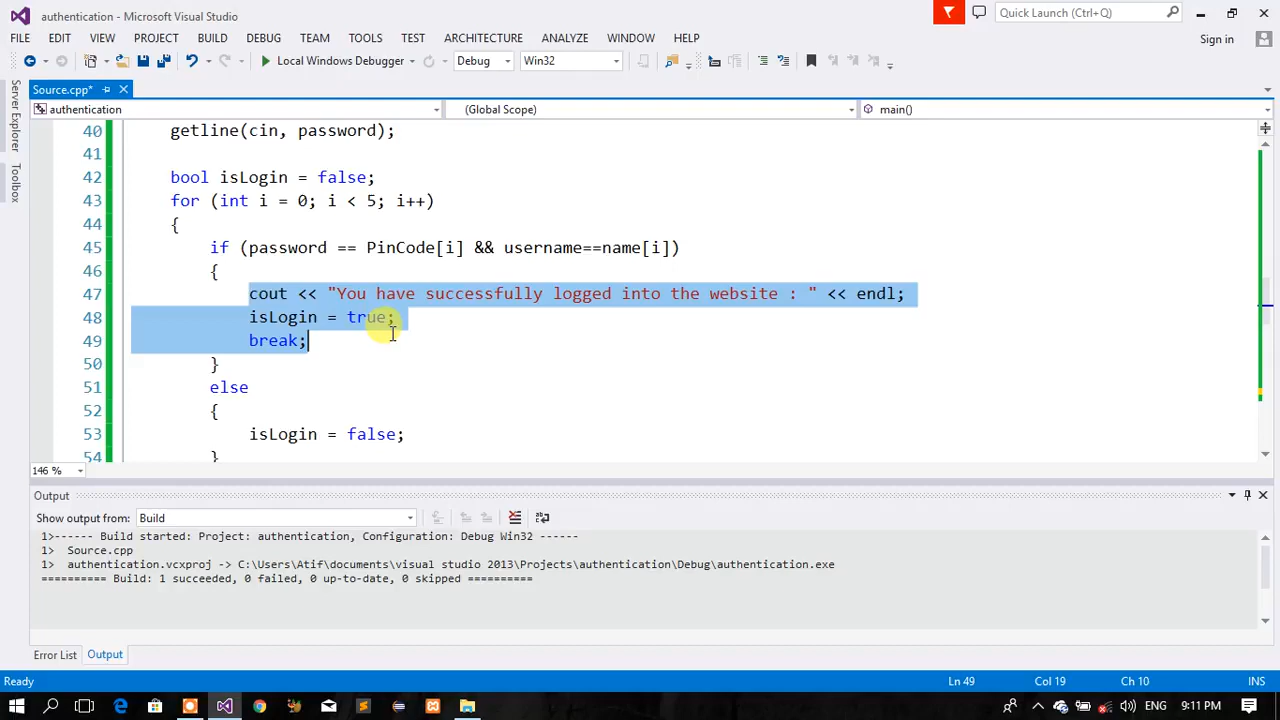 authentication - Microsoft Visual Studio
Quick Launch (Ctrl+Q)
FILE EDIT VIEW PROJECT BUILD DEBUG TEAM TOOLS TEST ARCHITECTURE ANALYZE WINDOW HELP
Sign in
Local Windows Debugger Debug Win32
Source.cpp*
authentication (Global Scope) main()
Server Explorer
Toolbox
40 getline(cin, password);
41
42 bool isLogin = false;
43 for (int i = 0; i < 5; i++)
44 {
45 if (password == PinCode[i] && username==name[i])
46 {
47 cout << "You have successfully logged into the website : " << endl;
48 isLogin = true;
49 break;
50 }
51 else
52 {
53 isLogin = false;
54 }
146 %
Output
Show output from: Build
1>------ Build started: Project: authentication, Configuration: Debug Win32 ------
1> Source.cpp
1> authentication.vcxproj -> C:\Users\Atif\documents\visual studio 2013\Projects\authentication\Debug\authentication.exe
========== Build: 1 succeeded, 0 failed, 0 up-to-date, 0 skipped ==========
Error List Output
Ready Ln 49 Col 19 Ch 10 INS
ENG 9:11 PM